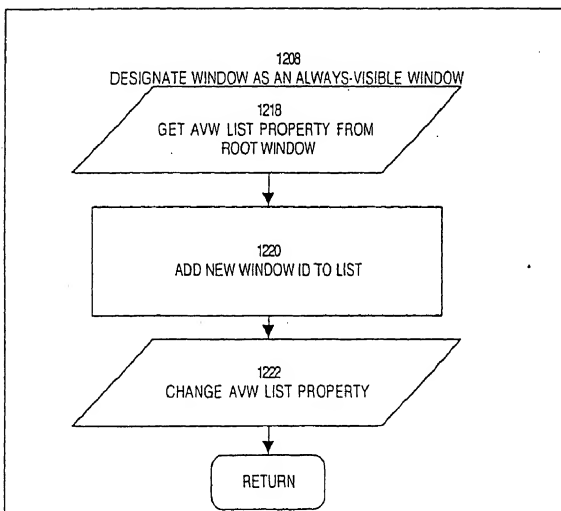 1208
DESIGNATE WINDOW AS AN ALWAYS-VISIBLE WINDOW
1218
GET AVW LIST PROPERTY FROM
ROOT WINDOW
1220
ADD NEW WINDOW ID TO LIST
1222
CHANGE AVW LIST PROPERTY
RETURN